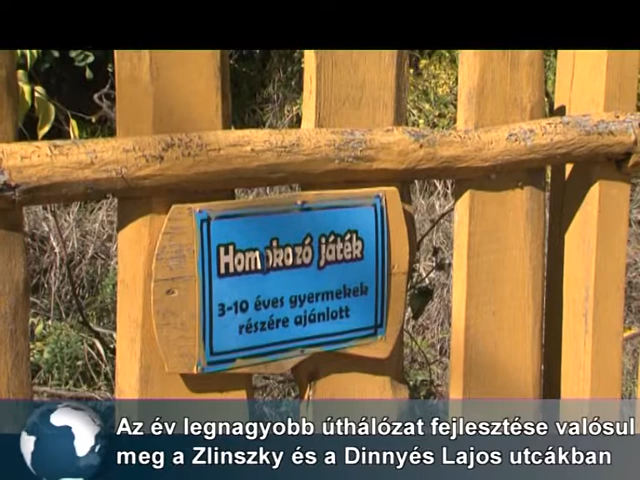 Homokozó játék
3-10 éves gyermekek
részére ajánlott
Az év legnagyobb úthálózat fejlesztése valósul
meg a Zlinszky és a Dinnyés Lajos utcákban